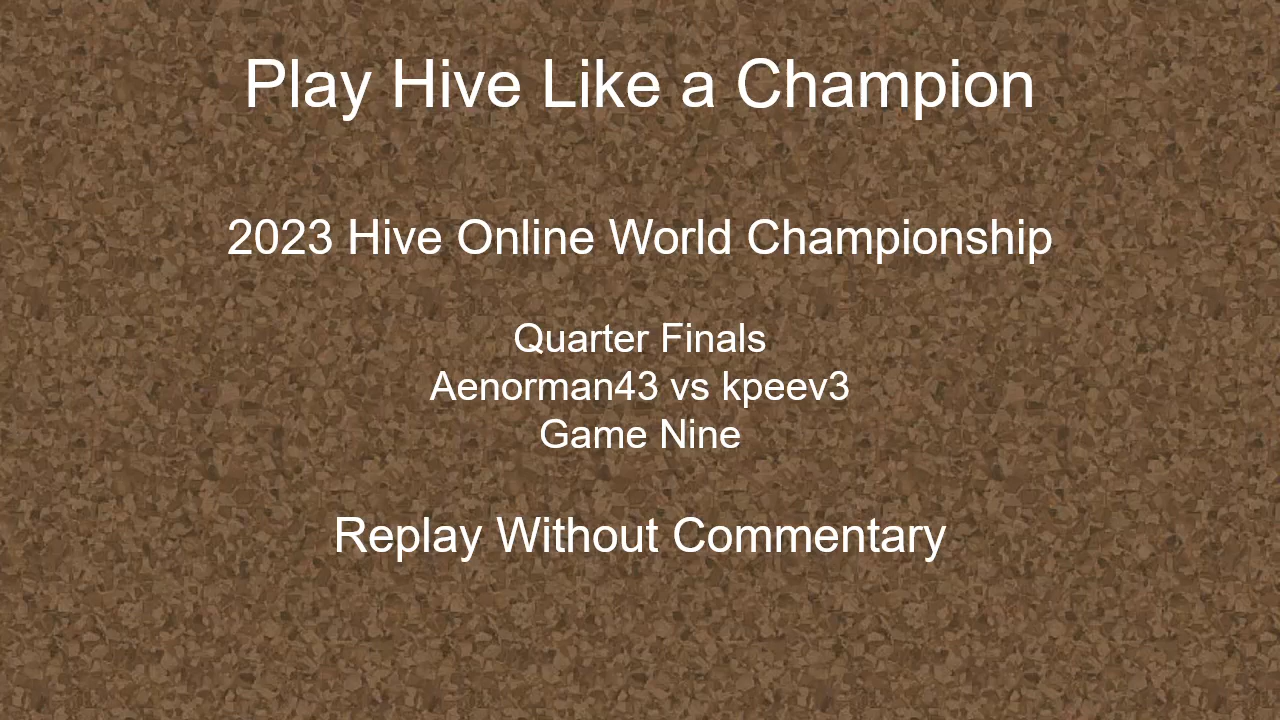 Play Hive Like a Champion
2023 Hive Online World Championship
Quarter Finals
Aenorman43 vs kpeev3
Game Nine
Replay Without Commentary